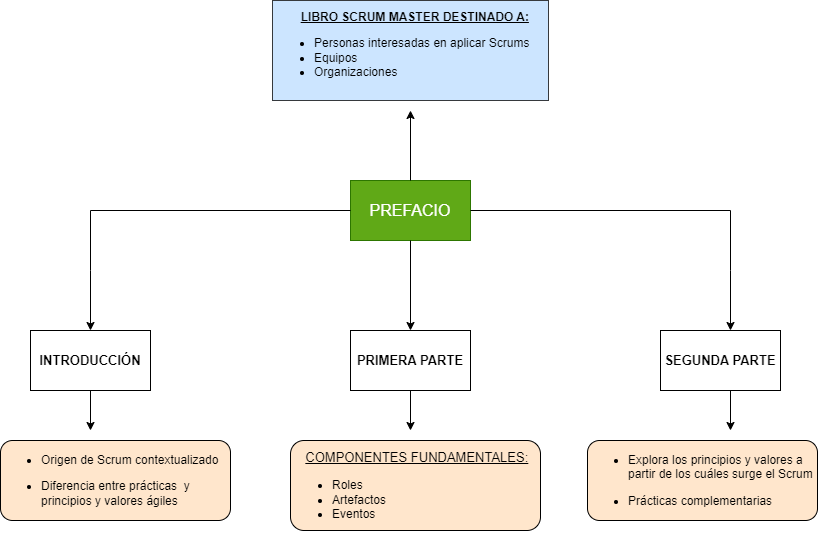 LIBRO SCRUM MASTER DESTINADO A:
Personas interesadas en aplicar Scrums
Equipos
Organizaciones
PREFACIO
INTRODUCCIÓN
PRIMERA PARTE
SEGUNDA PARTE
Origen de Scrum contextualizado
Diferencia entre prácticas y
principios y valores ágiles
COMPONENTES FUNDAMENTALES:
Roles
Artefactos
Eventos
Explora los principios y valores a
partir de los cuáles surge el Scrum
Prácticas complementarias